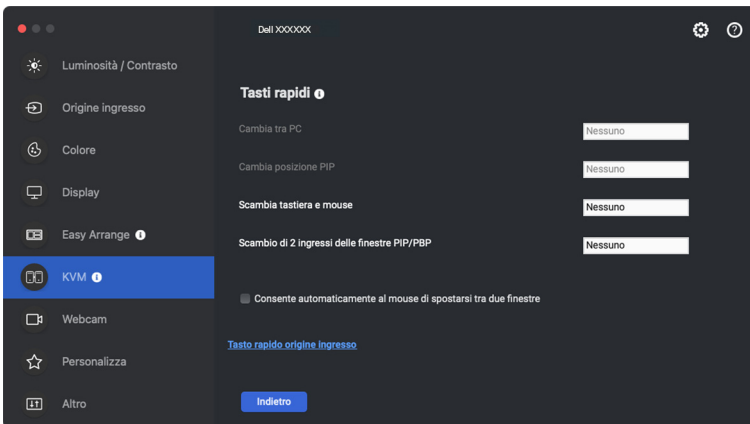 Dell XXXXXX
Luminosità / Contrasto
Origine ingresso
Colore
Display
Easy Arrange
KVM
Webcam
Personalizza
Altro
Tasti rapidi
Cambia tra PC
Nessuno
Cambia posizione PIP
Nessuno
Scambia tastiera e mouse
Nessuno
Scambio di 2 ingressi delle finestre PIP/PBP
Nessuno
Consente automaticamente al mouse di spostarsi tra due finestre
Tasto rapido origine ingresso
Indietro